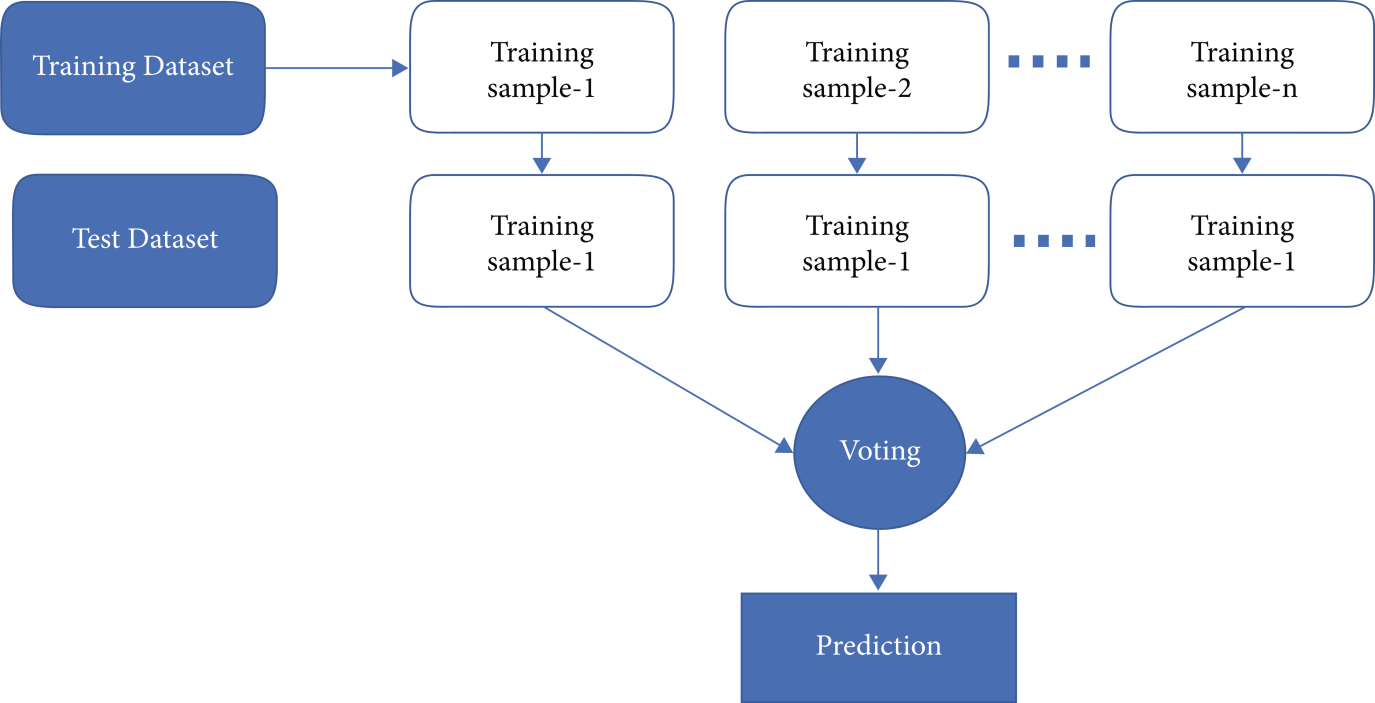 Training Dataset
Training
sample-1
Training
sample-2
Training
sample-n
Test Dataset
Training
sample-1
Training
sample-1
Training
sample-1
Voting
Prediction